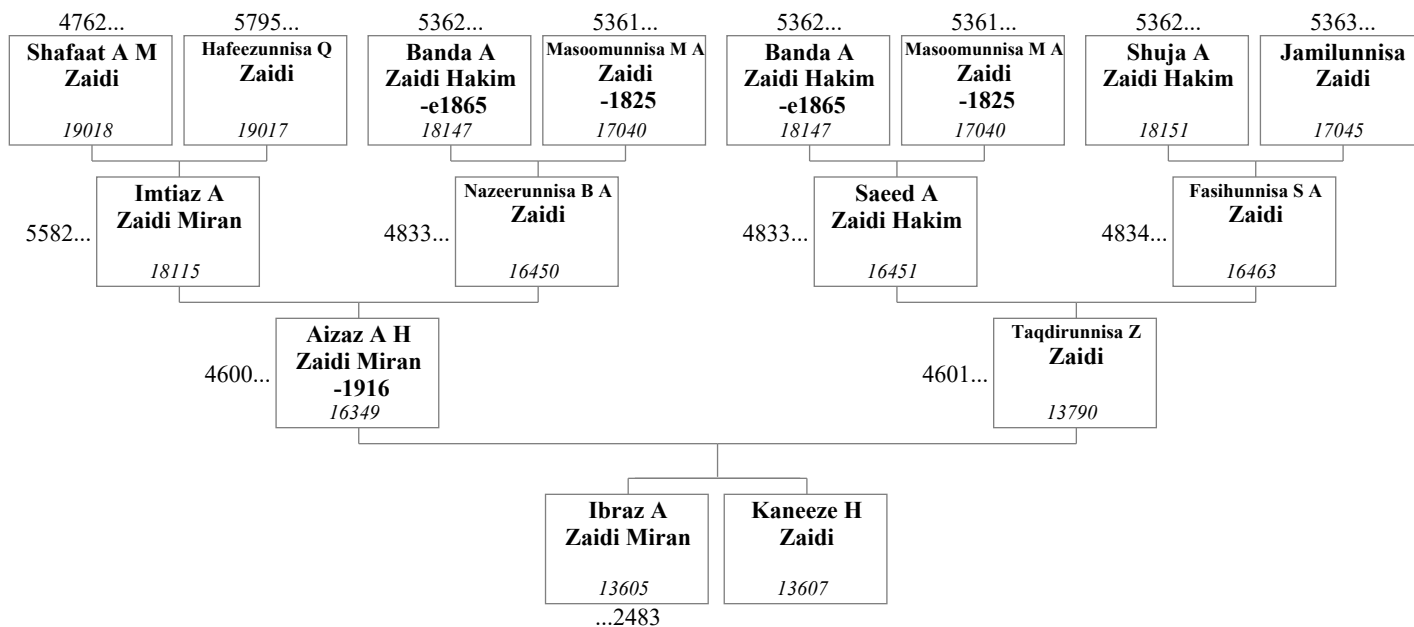 4762...
5795...
5362...
5361...
5362...
5361...
5362...
5363...
Shafaat A M
Zaidi
19018
Hafeezunnisa Q
Zaidi
19017
Banda A
Zaidi Hakim
-e1865
18147
Masoomunnisa M A
Zaidi
-1825
17040
Banda A
Zaidi Hakim
-e1865
18147
Masoomunnisa M A
Zaidi
-1825
17040
Shuja A
Zaidi Hakim
18151
Jamilunnisa
Zaidi
17045
5582...
Imtiaz A
Zaidi Miran
18115
4833...
Nazeerunnisa B A
Zaidi
16450
4833...
Saeed A
Zaidi Hakim
16451
4834...
Fasihunnisa S A
Zaidi
16463
4600...
Aizaz A H
Zaidi Miran
-1916
16349
4601...
Taqdirunnisa Z
Zaidi
13790
Ibraz A
Zaidi Miran
13605
...2483
Kaneeze H
Zaidi
13607